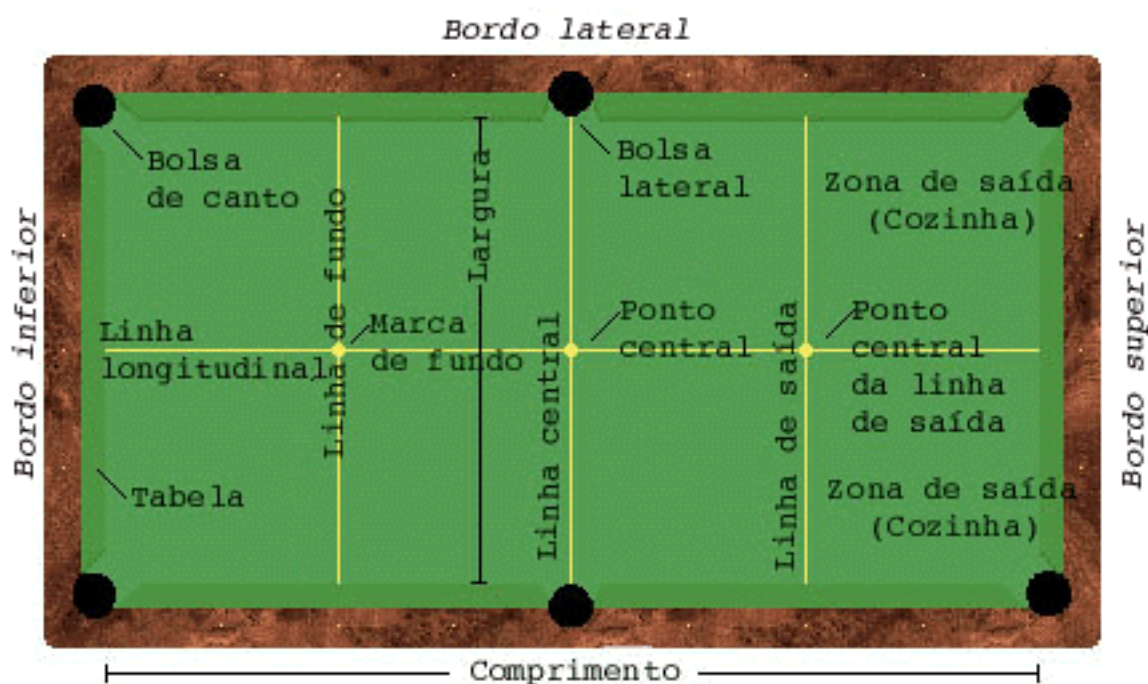 Bordo lateral
Bolsa
de canto
Linha de fundo
Largura
Bolsa
lateral
Zona de saída
(Cozinha)
Bordo inferior
Linha
longitudinal
Marca
de fundo
Linha central
Ponto
central
Linha de saída
Ponto
central
da linha
de saída
Bordo superior
Tabela
Zona de saída
(Cozinha)
Comprimento